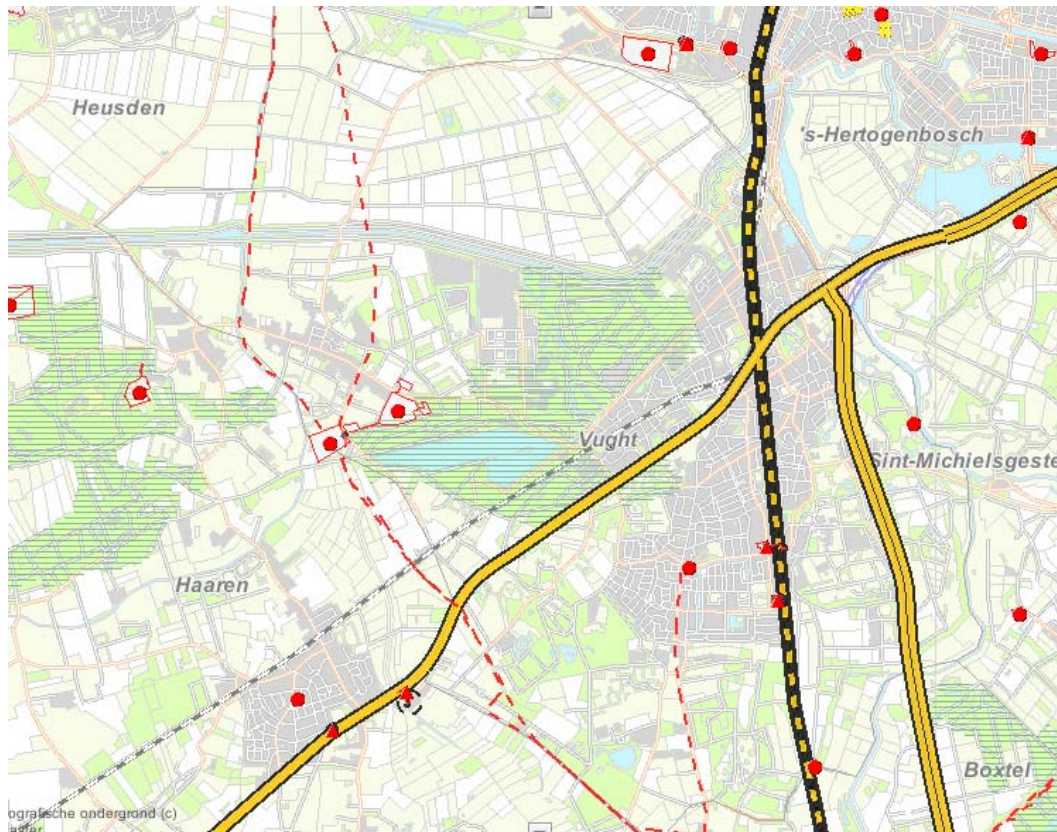 Heusden
's-Hertogenbosch
Vught
Sint-Michielsgeste
Haaren
Boxtel
ografische ondergrond (c)